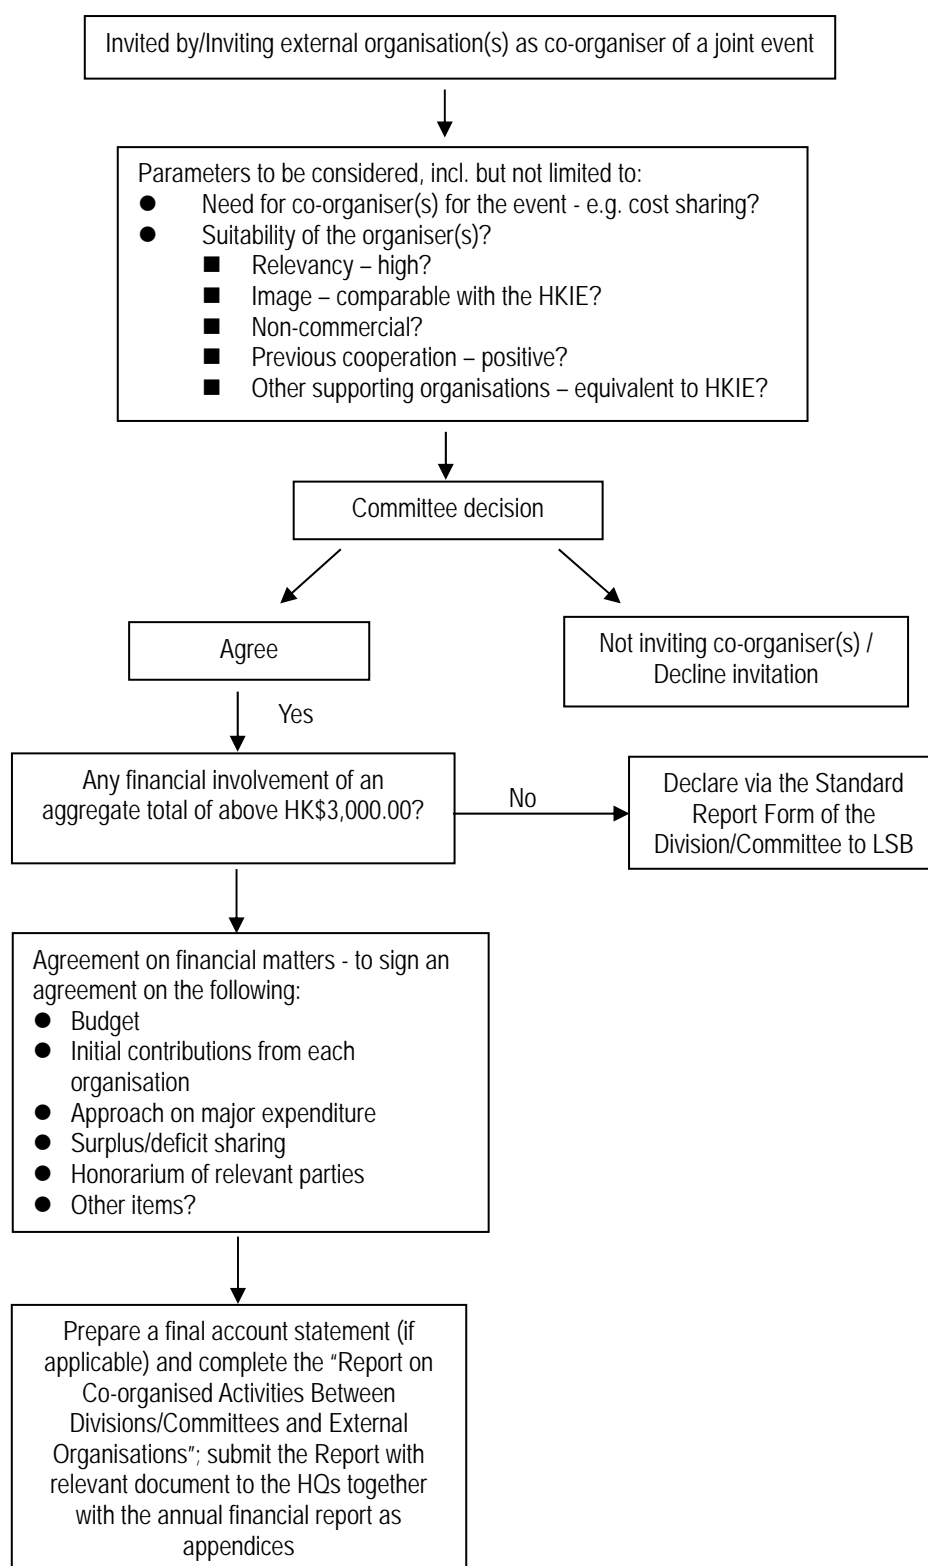 Invited by/Inviting external organisation(s) as co-organiser of a joint event
Parameters to be considered, incl. but not limited to:
● Need for co-organiser(s) for the event - e.g. cost sharing?
● Suitability of the organiser(s)?
■ Relevancy – high?
■ Image – comparable with the HKIE?
■ Non-commercial?
■ Previous cooperation – positive?
■ Other supporting organisations – equivalent to HKIE?
Committee decision
Agree
Not inviting co-organiser(s) /
Decline invitation
Yes
Any financial involvement of an
aggregate total of above HK$3,000.00?
No
Declare via the Standard
Report Form of the
Division/Committee to LSB
Agreement on financial matters - to sign an
agreement on the following:
● Budget
● Initial contributions from each
organisation
● Approach on major expenditure
● Surplus/deficit sharing
● Honorarium of relevant parties
● Other items?
Prepare a final account statement (if
applicable) and complete the “Report on
Co-organised Activities Between
Divisions/Committees and External
Organisations”; submit the Report with
relevant document to the HQs together
with the annual financial report as
appendices